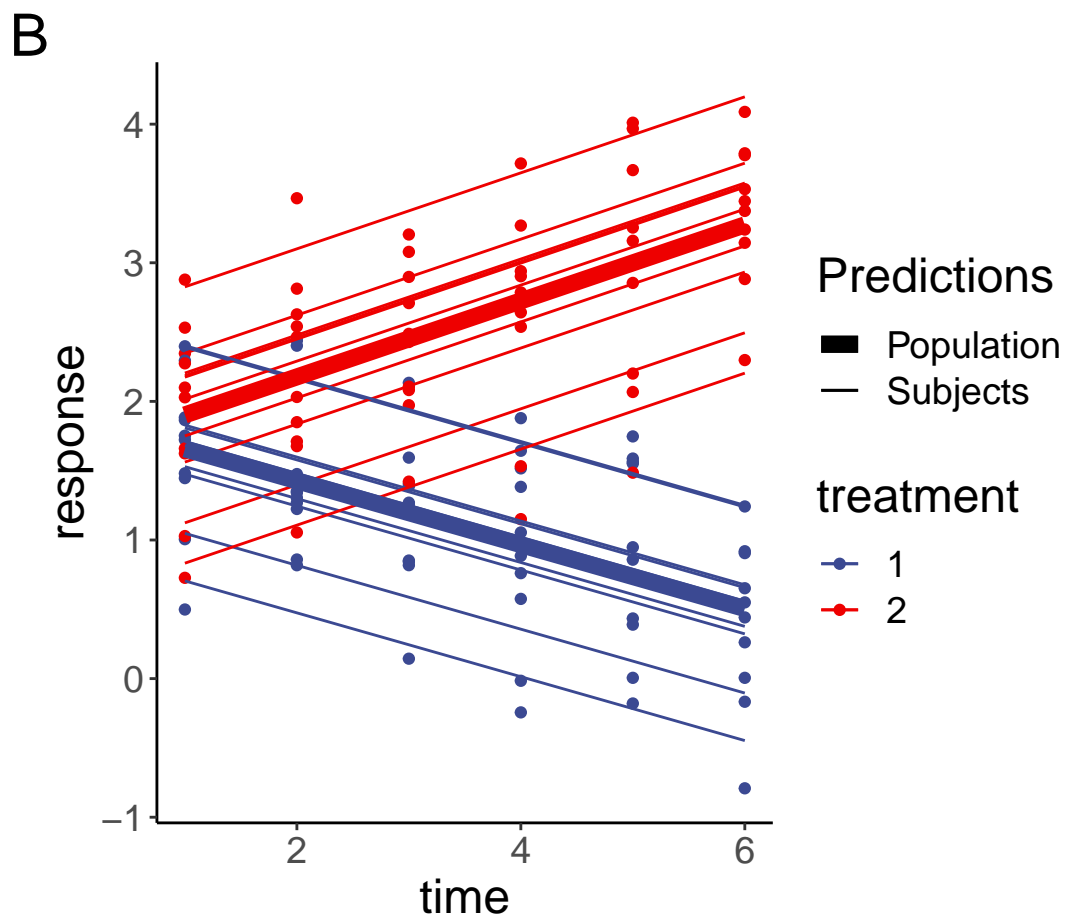 B
response
4
3
2
1
0
−1
2
4
6
time
Predictions
Population
Subjects
treatment
1
2